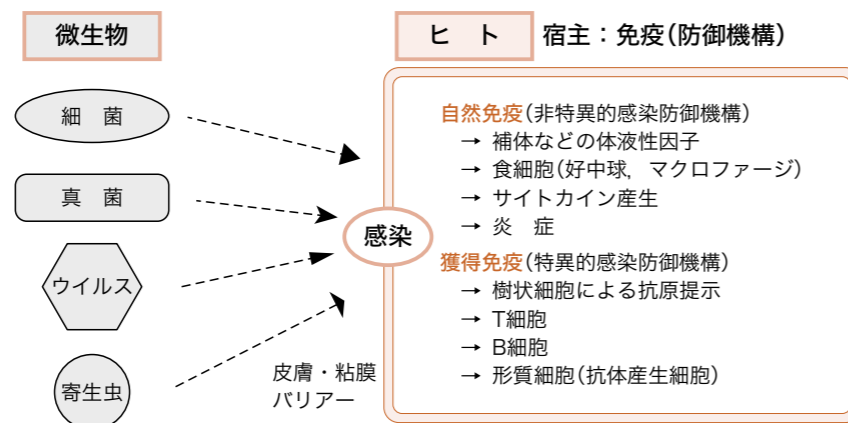 微生物
細 菌
真 菌
ウイルス
寄生虫
皮膚・粘膜
バリアー
感染
ヒ ト 宿主：免疫(防御機構)
自然免疫(非特異的感染防御機構)
→ 補体などの体液性因子
→ 食細胞(好中球，マクロファージ)
→ サイトカイン産生
→ 炎 症
獲得免疫(特異的感染防御機構)
→ 樹状細胞による抗原提示
→ T細胞
→ B細胞
→ 形質細胞(抗体産生細胞)